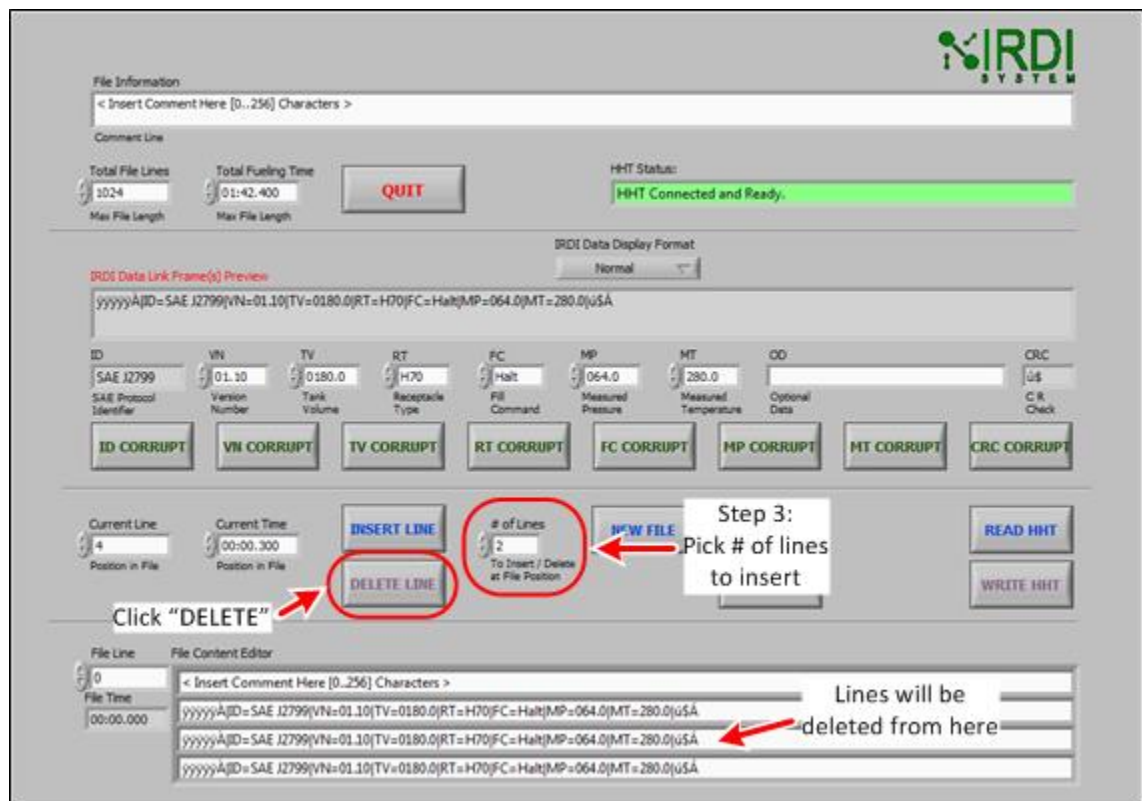 IRDI
SYSTEM
File Information
< Insert Comment Here [0..256] Characters >
Comment Line
Total File Lines
Total Fueling Time
HHT Status:
1024
01:42.400
QUIT
HHT Connected and Ready.
Max File Length
Max File Length
IRDI Data Display Format
Normal
IRDI Data Link Frame(s) Preview
ÿÿÿÿÿÀ|ID=SAE J2799|VN=01.10|TV=0180.0|RT=H70|FC=Halt|MP=064.0|MT=280.0|ú$Á
ID VN TV RT FC MP MT OD CRC
SAE J2799 01.10 0180.0 H70 Halt 064.0 280.0 ú$
SAE Protocol Version Tank Receptacle Fill Measured Measured Optional C R
Identifier Number Volume Type Command Pressure Temperature Data Check
ID CORRUPT VN CORRUPT TV CORRUPT RT CORRUPT FC CORRUPT MP CORRUPT MT CORRUPT CRC CORRUPT
Current Line
4
Position in File
Current Time
00:00.300
Position in File
INSERT LINE
DELETE LINE
# of Lines
2
To Insert / Delete
at File Position
NEW FILE
Step 3:
Pick # of lines
to insert
READ HHT
WRITE HHT
Click “DELETE”
File Line
0
File Time
00:00.000
File Content Editor
< Insert Comment Here [0..256] Characters >
ÿÿÿÿÿÀ|ID=SAE J2799|VN=01.10|TV=0180.0|RT=H70|FC=Halt|MP=064.0|MT=280.0|ú$Á
ÿÿÿÿÿÀ|ID=SAE J2799|VN=01.10|TV=0180.0|RT=H70|FC=Halt|MP=064.0|MT=280.0|ú$Á
ÿÿÿÿÿÀ|ID=SAE J2799|VN=01.10|TV=0180.0|RT=H70|FC=Halt|MP=064.0|MT=280.0|ú$Á
Lines will be
deleted from here